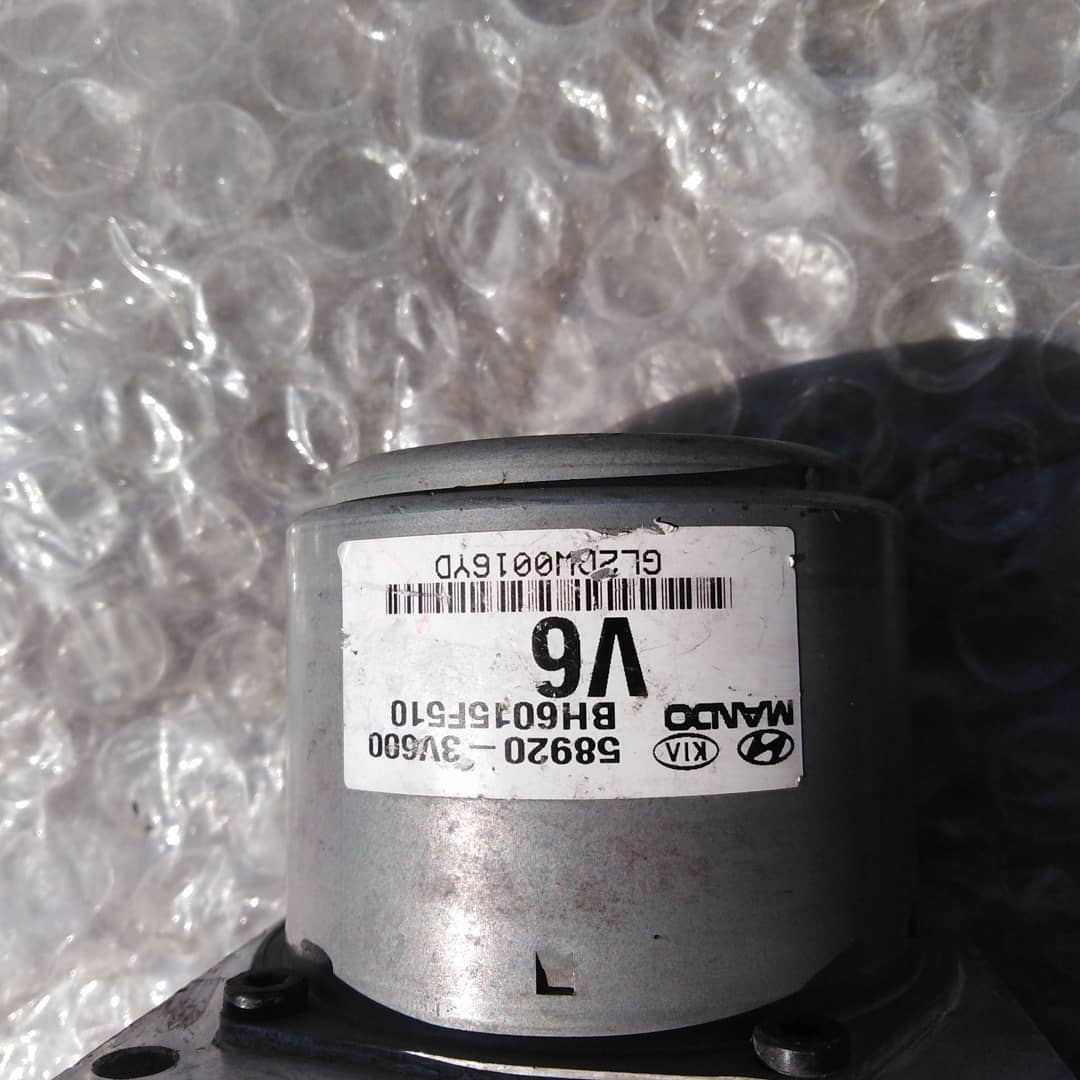 58920-3V600
KIA
BH6015F510
MANDO
V6
GL2DW0016YD